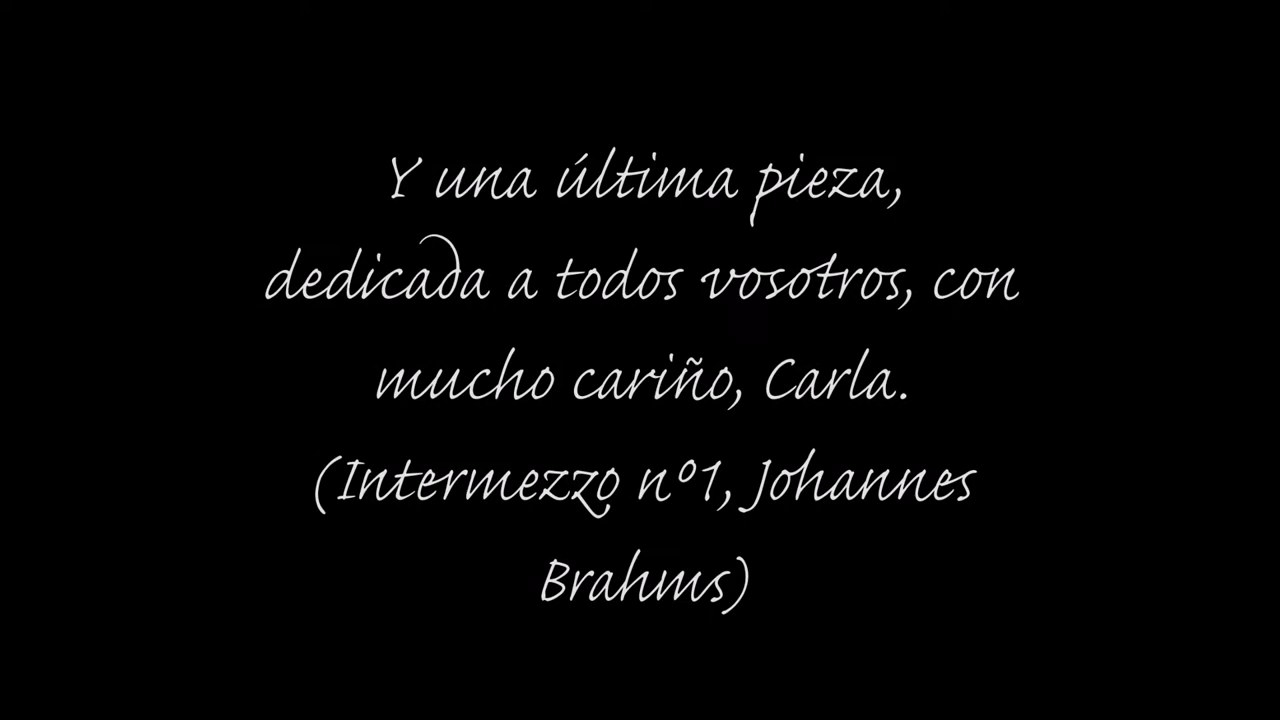 Y una última pieza,
dedicada a todos vosotros, con
mucho cariño, Carla.
(Intermezzo nº1, Johannes
Brahms)